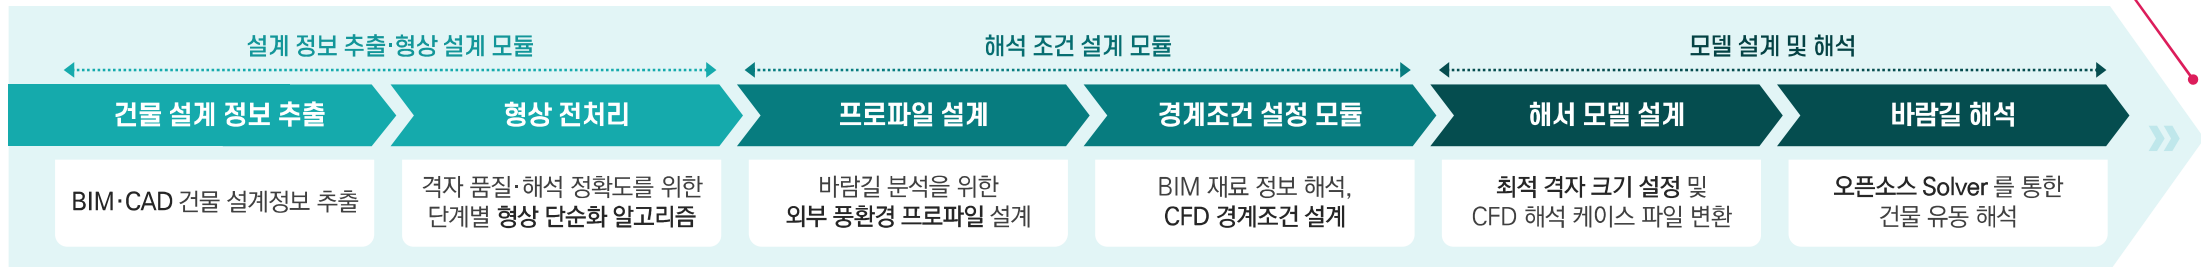 설계 정보 추출·형상 설계 모듈
해석 조건 설계 모듈
모델 설계 및 해석
건물 설계 정보 추출
형상 전처리
프로파일 설계
경계조건 설정 모듈
해서 모델 설계
바람길 해석
BIM·CAD 건물 설계정보 추출
격자 품질·해석 정확도를 위한
단계별 형상 단순화 알고리즘
바람길 분석을 위한
외부 풍환경 프로파일 설계
BIM 재료 정보 해석,
CFD 경계조건 설계
최적 격자 크기 설정 및
CFD 해석 케이스 파일 변환
오픈소스 Solver 를 통한
건물 유동 해석